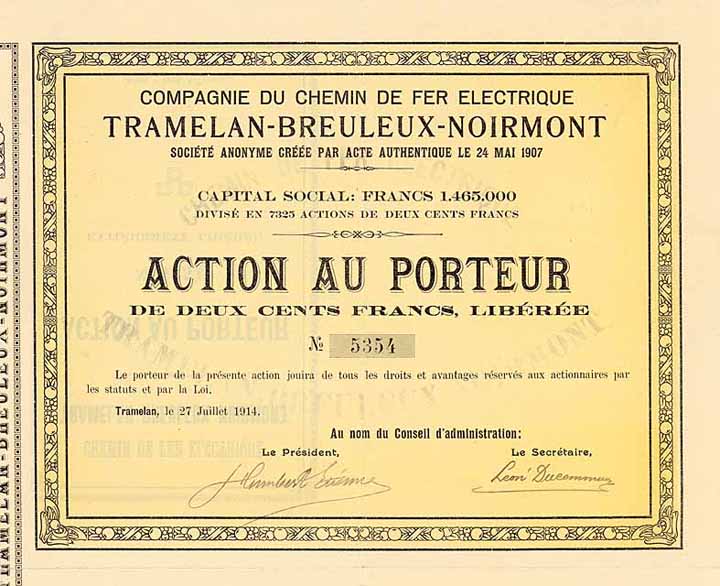 COMPAGNIE DU CHEMIN DE FER ELECTRIQUE
TRAMELAN-BREULEUX-NOIRMONT
SOCIÉTÉ ANONYME CRÉÉE PAR ACTE AUTHENTIQUE LE 24 MAI 1907
CAPITAL SOCIAL: FRANCS 1.465.000
DIVISÉ EN 7325 ACTIONS DE DEUX CENTS FRANCS
ACTION AU PORTEUR
DE DEUX CENTS FRANCS, LIBÉRÉE
№ 5354
Le porteur de la présente action jouira de tous les droits et avantages réservés aux actionnaires par
les statuts et par la Loi.
Tramelan, le 27 Juillet 1914.
Au nom du Conseil d'administration:
Le Président, Le Secrétaire,
Léon Ducommun
TRAMELAN-BREULEUX-NOIRMONT